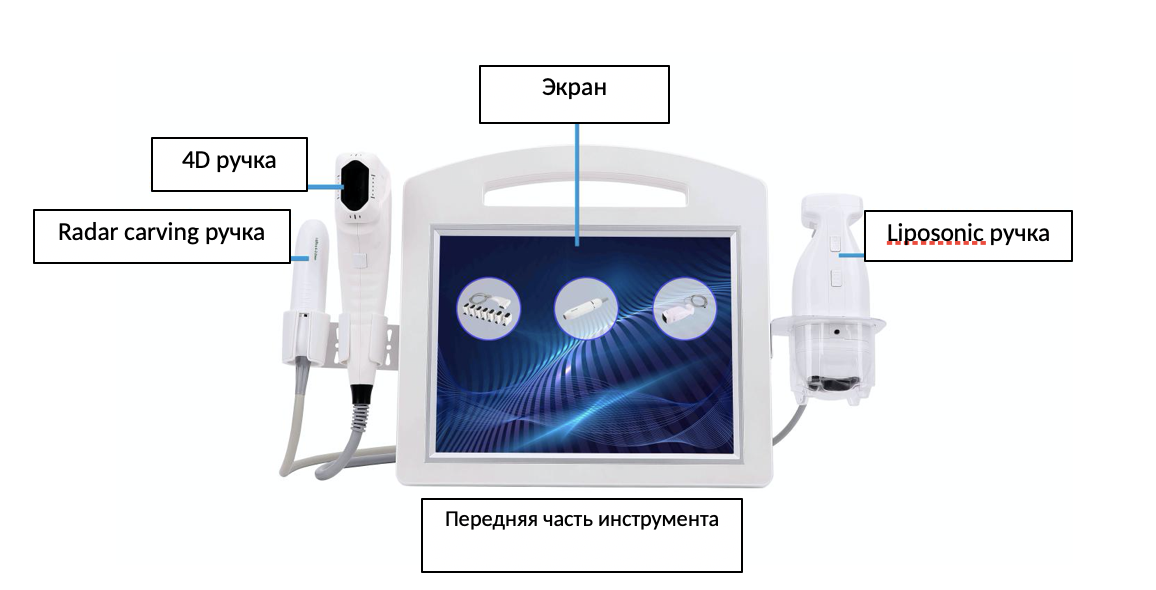 Экран
4D ручка
Radar carving ручка
Liposonic ручка
Передняя часть инструмента